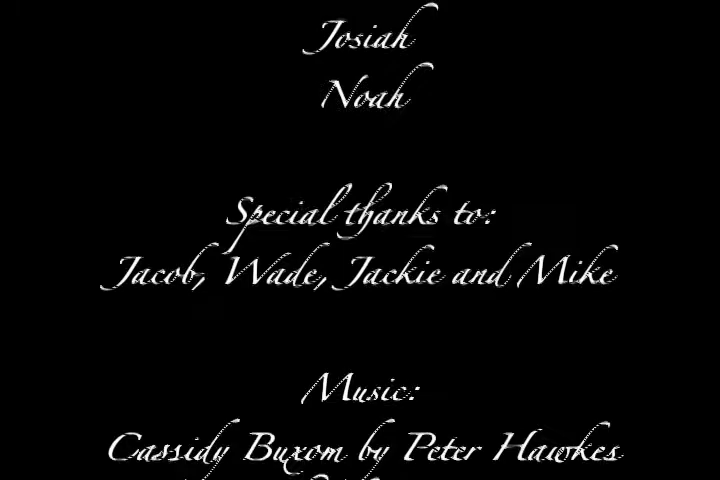 Josiah
Noah
Special thanks to:
Jacob, Wade, Jackie and Mike
Music:
Cassidy Buxom by Peter Hawkes